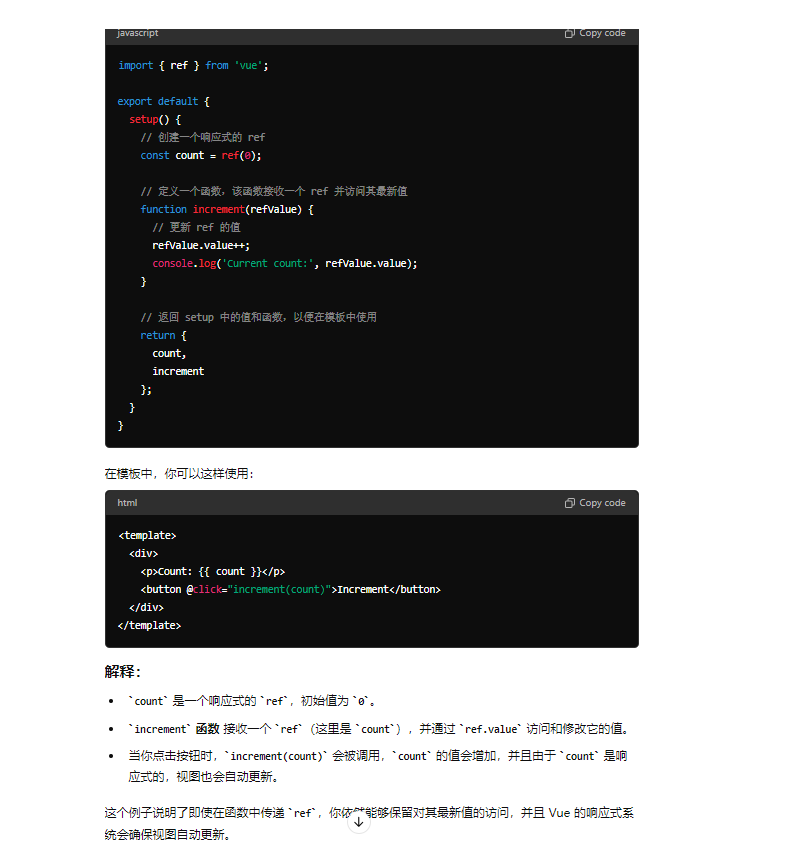 javascript Copy code
import { ref } from 'vue';
export default {
setup() {
// 创建一个响应式的 ref
const count = ref(0);
// 定义一个函数，该函数接收一个 ref 并访问其最新值
function increment(refValue) {
// 更新 ref 的值
refValue.value++;
console.log('Current count:', refValue.value);
}
// 返回 setup 中的值和函数，以便在模板中使用
return {
count,
increment
};
}
}
在模板中，你可以这样使用：
html Copy code
<template>
<div>
<p>Count: {{ count }}</p>
<button @click="increment(count)">Increment</button>
</div>
</template>
解释：
• `count` 是一个响应式的 `ref`，初始值为 `0`。
• `increment` 函数 接收一个 `ref`（这里是 `count`），并通过 `ref.value` 访问和修改它的值。
• 当你点击按钮时，`increment(count)` 会被调用，`count` 的值会增加，并且由于 `count` 是响
应式的，视图也会自动更新。
这个例子说明了即使在函数中传递 `ref`，你依然能够保留对其最新值的访问，并且 Vue 的响应式系
统会确保视图自动更新。